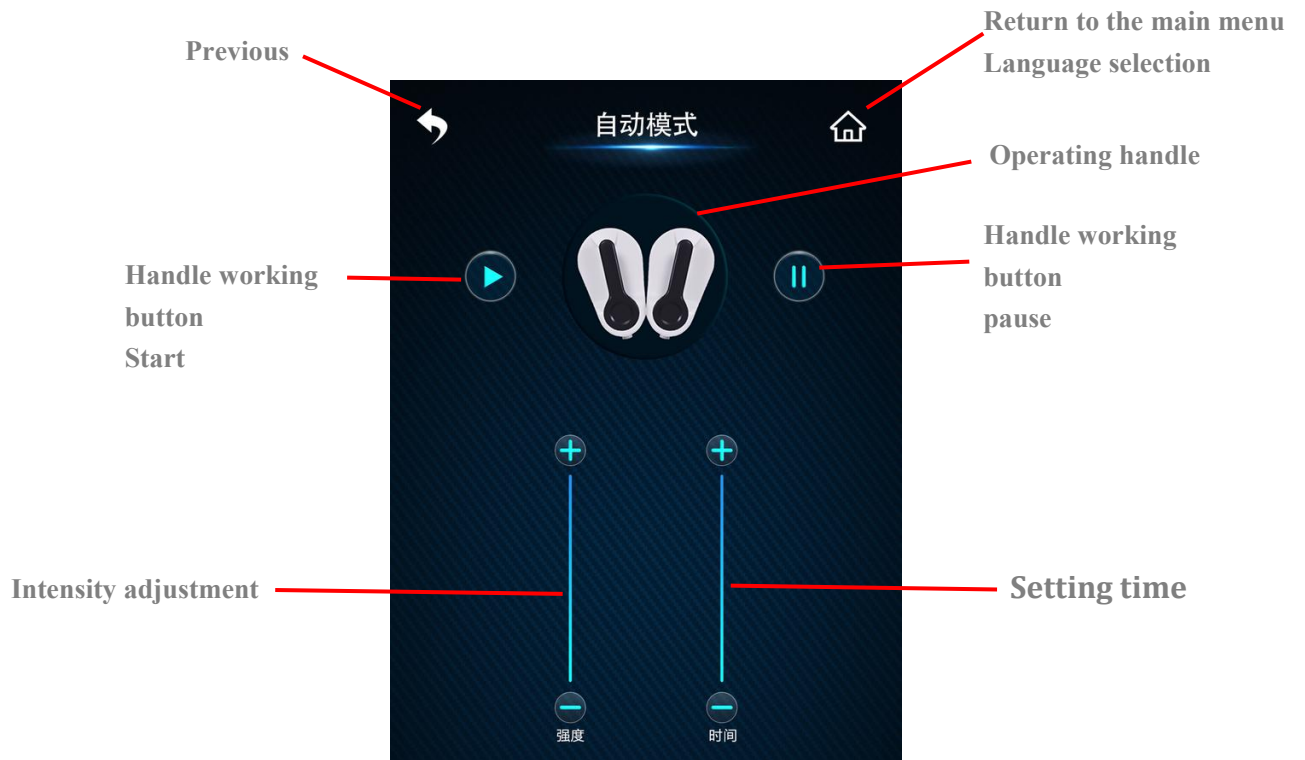 Return to the main menu
Language selection
Previous
自动模式
Operating handle
Handle working
button
pause
Handle working
button
Start
Intensity adjustment
Setting time
强度
时间